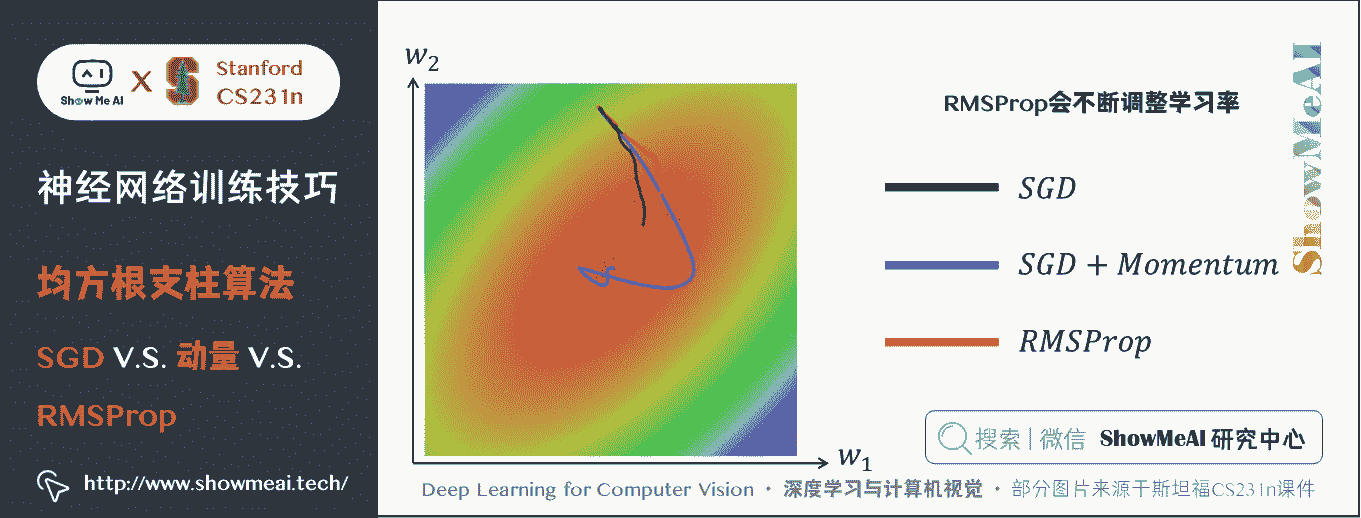 Show Me AI
X
Stanford
CS231n
神经网络训练技巧
均方根支柱算法
SGD V.S. 动量 V.S.
RMSProp
http://www.showmeai.tech/
w2
w1
RMSProp会不断调整学习率
SGD
SGD + Momentum
RMSProp
ShowMeAI
搜索 | 微信 ShowMeAI 研究中心
Deep Learning for Computer Vision · 深度学习与计算机视觉 · 部分图片来源于斯坦福CS231n课件